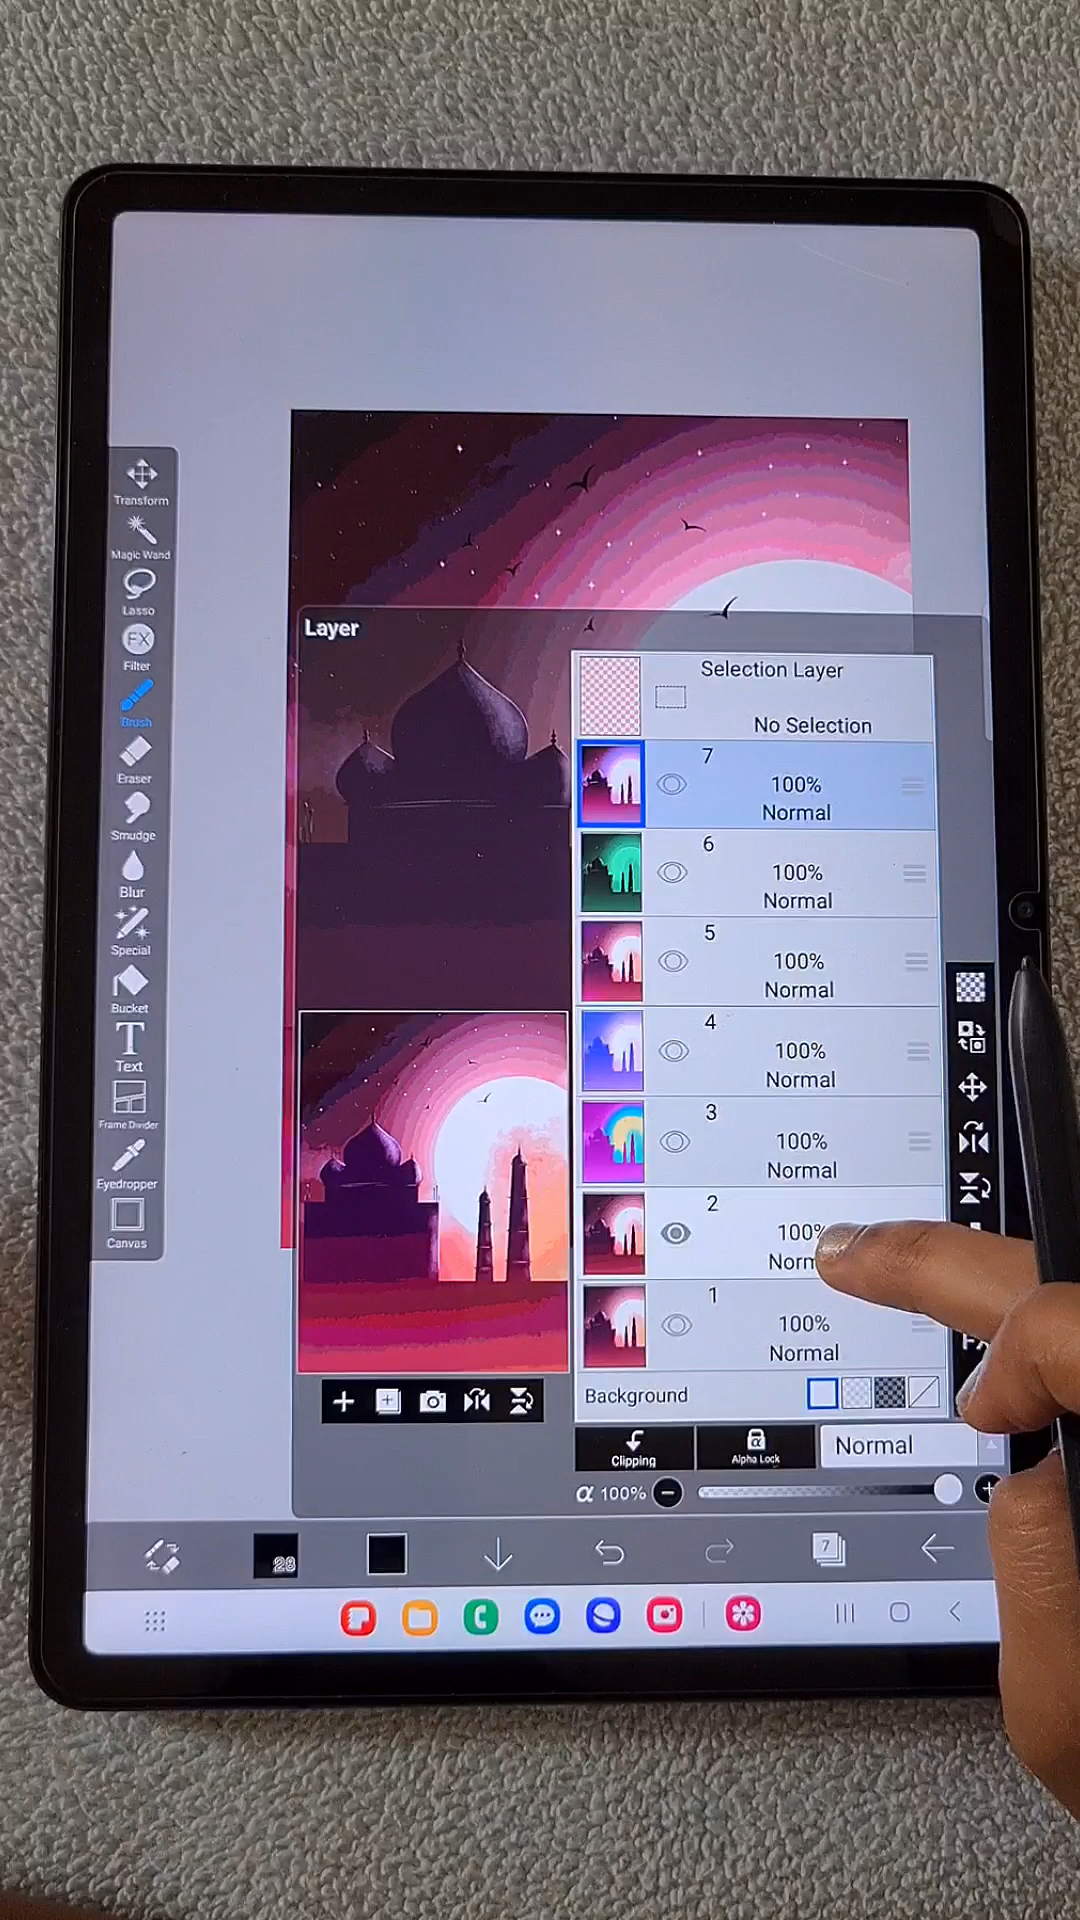 Transform
Magic Wand
Lasso
FX
Filter
Brush
Eraser
Smudge
Blur
Special
Bucket
T
Text
Frame Divider
Eyedropper
Canvas
Layer
Selection Layer
No Selection
7
100%
Normal
6
100%
Normal
5
100%
Normal
4
100%
Normal
3
100%
Normal
2
100%
Norm
1
100%
Normal
Background
Clipping
α
Alpha Lock
Normal
α 100%
28
7